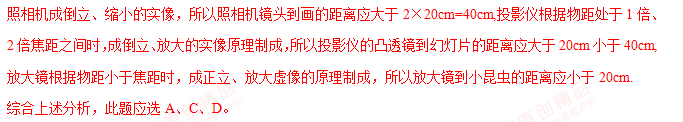 照相机成倒立、缩小的实像，所以照相机镜头到画的距离应大于 2×20cm=40cm,投影仪根据物距处于 1 倍、
2 倍焦距之间时，成倒立、放大的实像原理制成，所以投影仪的凸透镜到幻灯片的距离应大于 20cm 小于 40cm,
放大镜根据物距小于焦距时，成正立、放大虚像的原理制成，所以放大镜到小昆虫的距离应小于 20cm.
综合上述分析，此题应选 A、C、D。